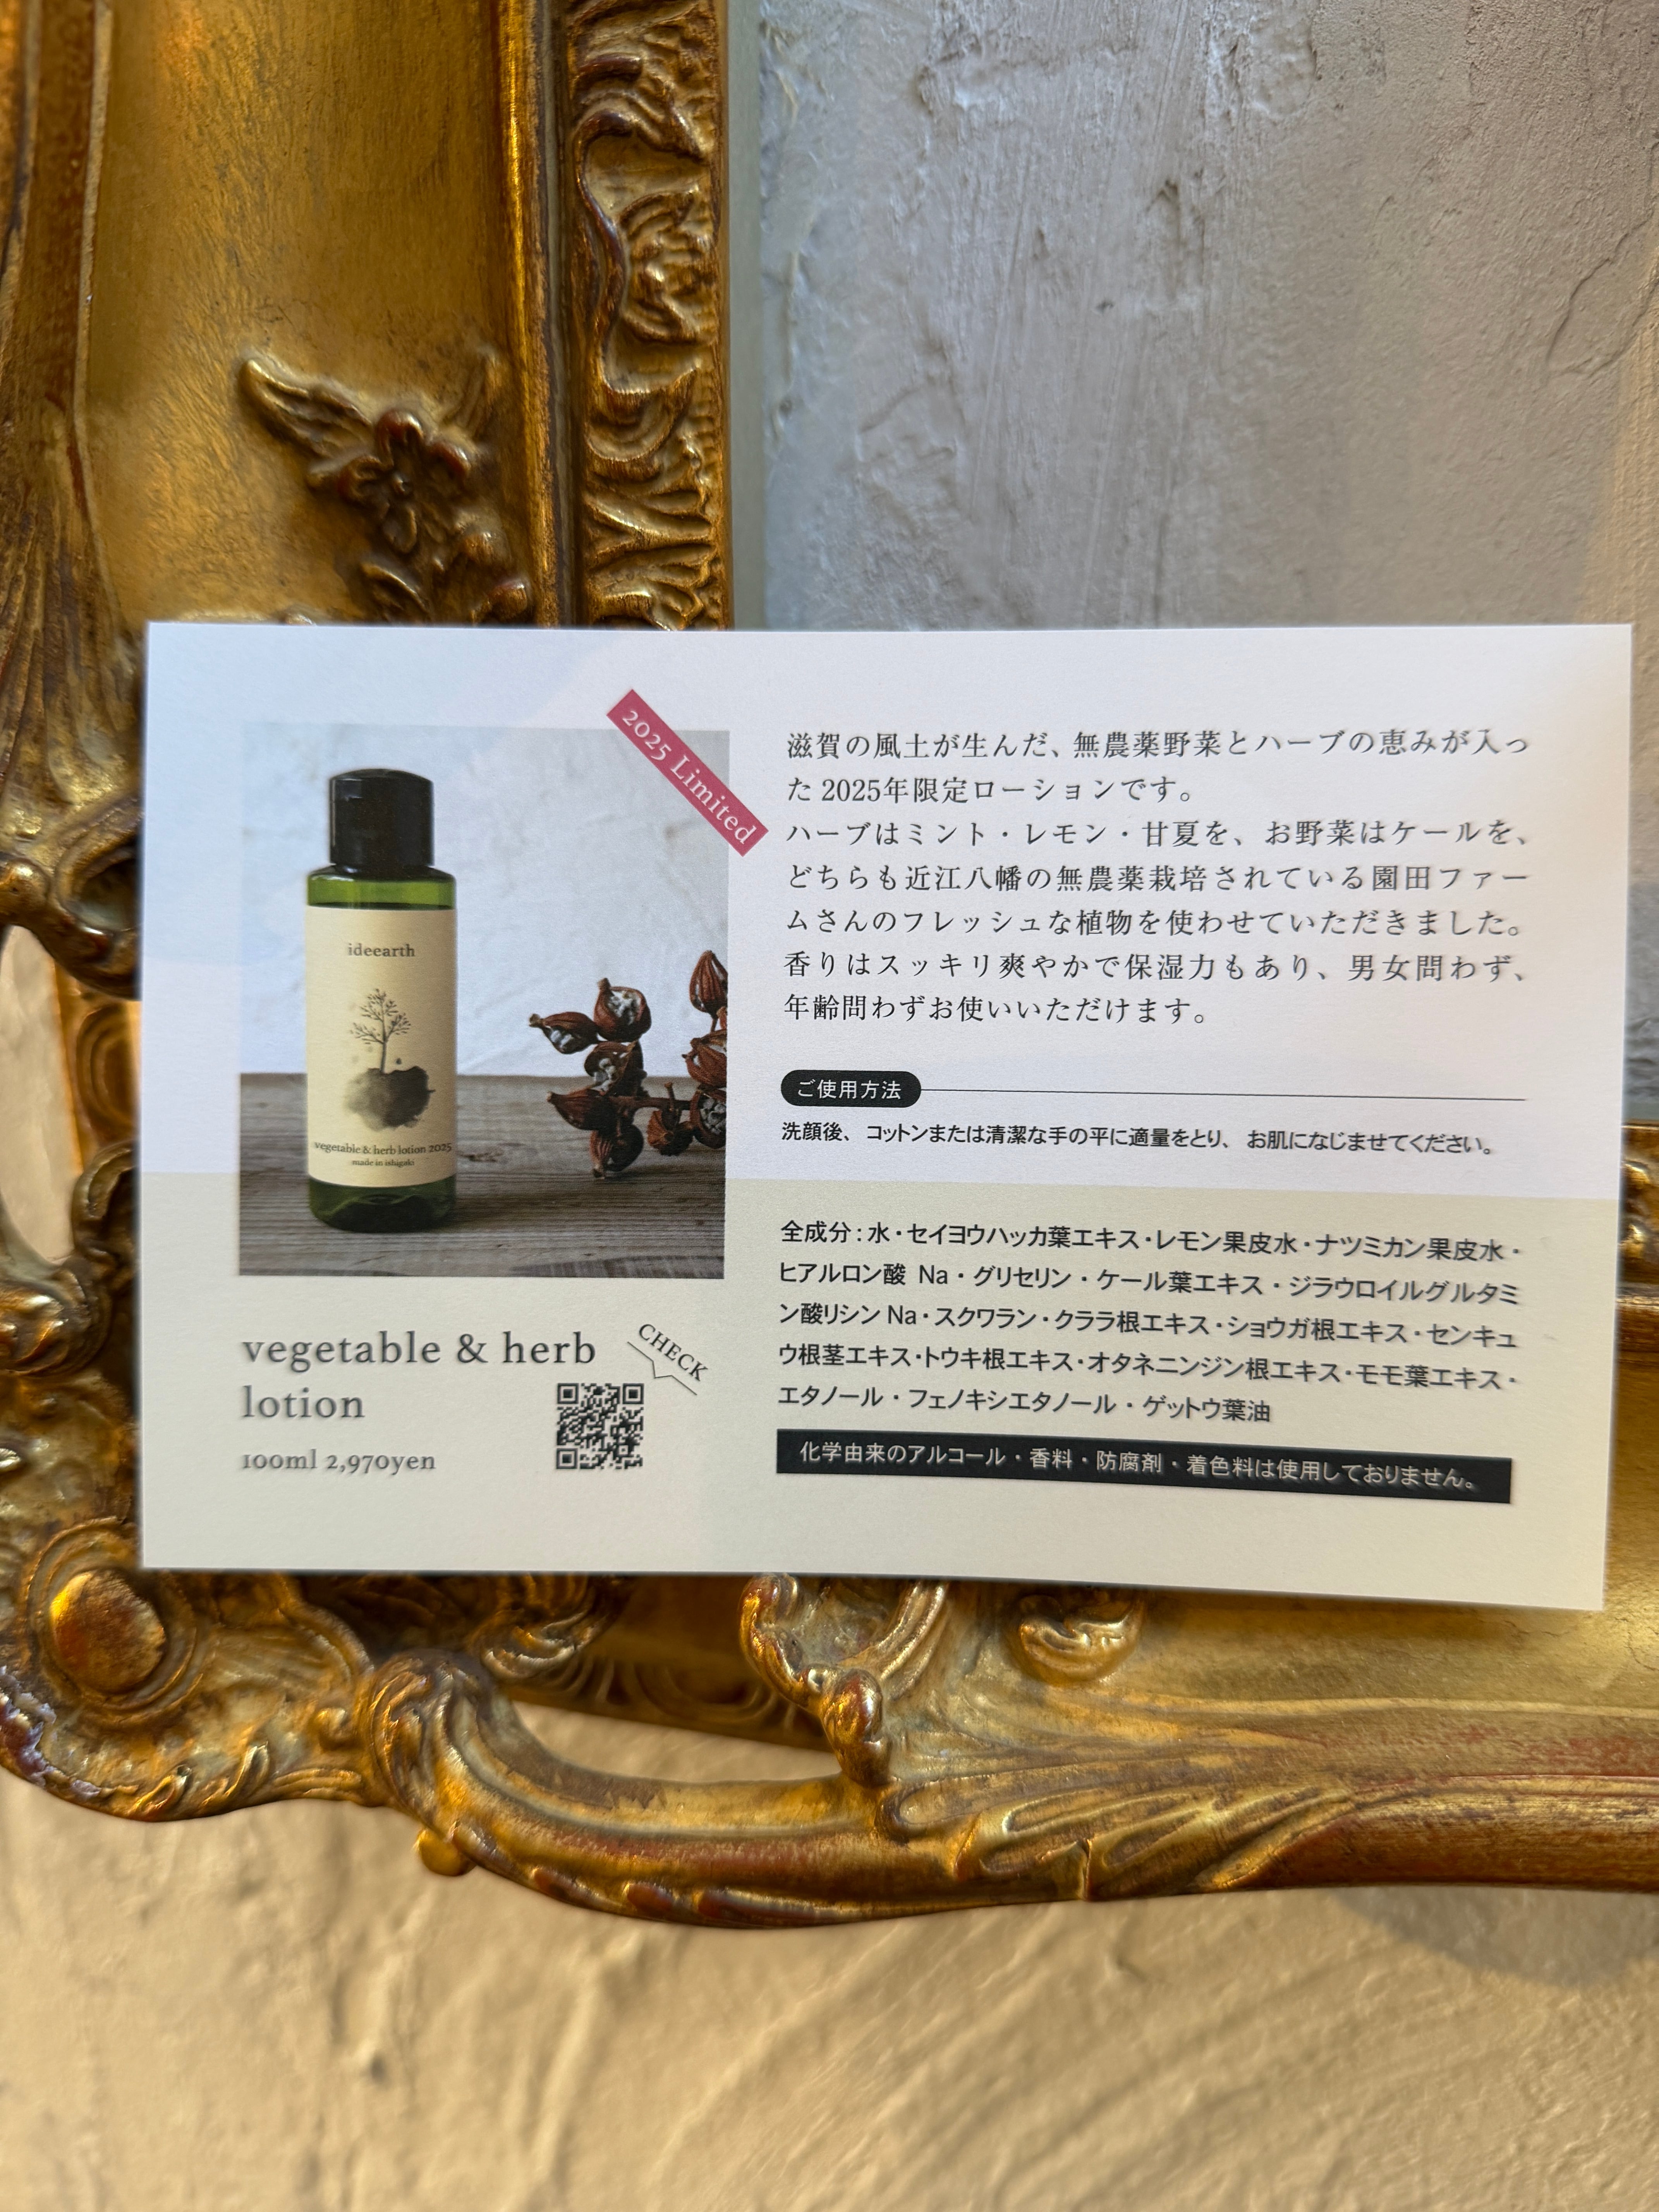 2025 Limited
ideearth
vegetable & herb lotion 2025
made in ishigaki
vegetable & herb
lotion
100ml 2,970yen
CHECK
滋賀の風土が生んだ、無農薬野菜とハーブの恵みが入っ
た 2025年限定ローションです。
ハーブはミント・レモン・甘夏を、お野菜はケールを、
どちらも近江八幡の無農薬栽培されている園田ファー
ムさんのフレッシュな植物を使わせていただきました。
香りはスッキリ爽やかで保湿力もあり、男女問わず、
年齢問わずお使いいただけます。
ご使用方法
洗顔後、コットンまたは清潔な手の平に適量をとり、お肌になじませてください。
全成分：水・セイヨウハッカ葉エキス・レモン果皮水・ナツミカン果皮水・
ヒアルロン酸 Na・グリセリン・ケール葉エキス・ジラウロイルグルタミ
ン酸リシン Na・スクワラン・クララ根エキス・ショウガ根エキス・センキュ
ウ根茎エキス・トウキ根エキス・オタネニンジン根エキス・モモ葉エキス・
エタノール・フェノキシエタノール・ゲットウ葉油
化学由来のアルコール・香料・防腐剤・着色料は使用しておりません。